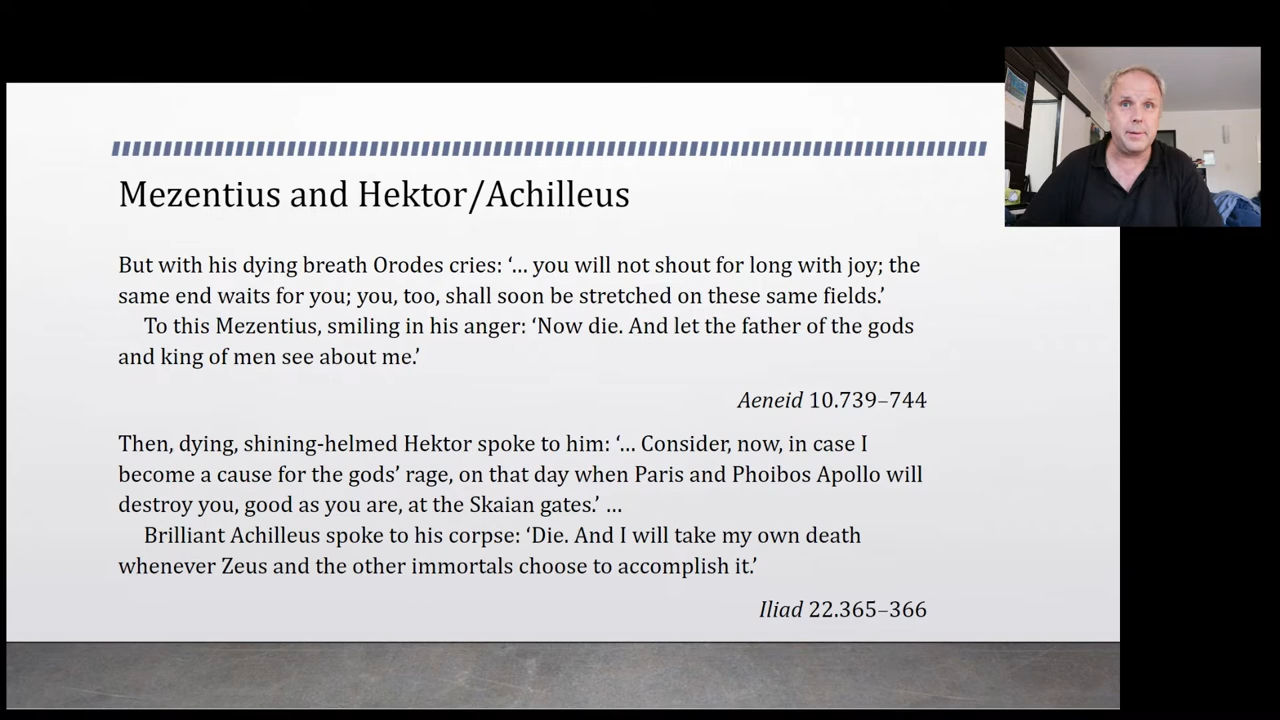 Mezentius and Hektor/Achilleus
But with his dying breath Orodes cries: ‘… you will not shout for long with joy; the
same end waits for you; you, too, shall soon be stretched on these same fields.’
To this Mezentius, smiling in his anger: ‘Now die. And let the father of the gods
and king of men see about me.’
Aeneid 10.739–744
Then, dying, shining-helmed Hektor spoke to him: ‘… Consider, now, in case I
become a cause for the gods’ rage, on that day when Paris and Phoibos Apollo will
destroy you, good as you are, at the Skaian gates.’ …
Brilliant Achilleus spoke to his corpse: ‘Die. And I will take my own death
whenever Zeus and the other immortals choose to accomplish it.’
Iliad 22.365–366